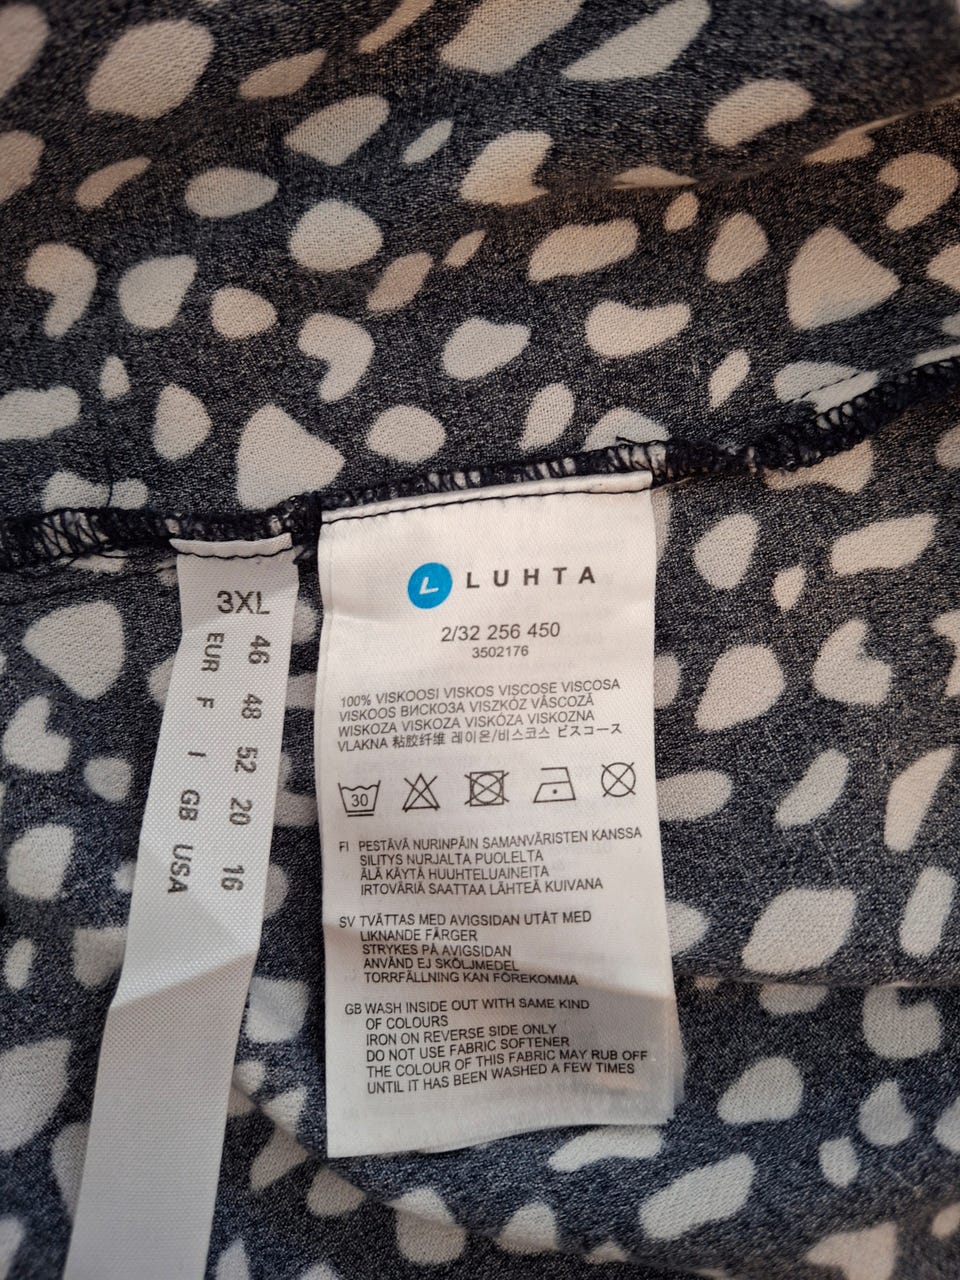 3XL
46 48 52 20 16
EUR F I GB USA
L LUHTA
2/32 256 450
3502176
100% VISKOOSI VISKOS VISCOSE VISCOSA
VISKOOS ВИСКОЗА VISZKÓZ VÂSCOZĂ
WISKOZA VISKOZA VISKÓZA VISKOZNA
VLAKNA 粘胶纤维 레이온/비스코스 ビスコース
30
FI PESTÄVÄ NURINPÄIN SAMANVÄRISTEN KANSSA
SILITYS NURJALTA PUOLELTA
ÄLÄ KÄYTÄ HUUHTELUAINEITA
IRTOVÄRIÄ SAATTAA LÄHTEÄ KUIVANA
SV TVÄTTAS MED AVIGSIDAN UTÅT MED
LIKNANDE FÄRGER
STRYKES PÅ AVIGSIDAN
ANVÄND EJ SKÖLJMEDEL
TORRFÄLLNING KAN FÖREKOMMA
GB WASH INSIDE OUT WITH SAME KIND
OF COLOURS
IRON ON REVERSE SIDE ONLY
DO NOT USE FABRIC SOFTENER
THE COLOUR OF THIS FABRIC MAY RUB OFF
UNTIL IT HAS BEEN WASHED A FEW TIMES